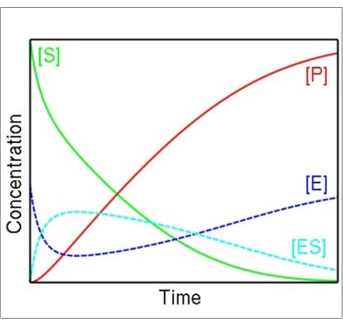 [S]
[P]
[E]
[ES]
Concentration
Time